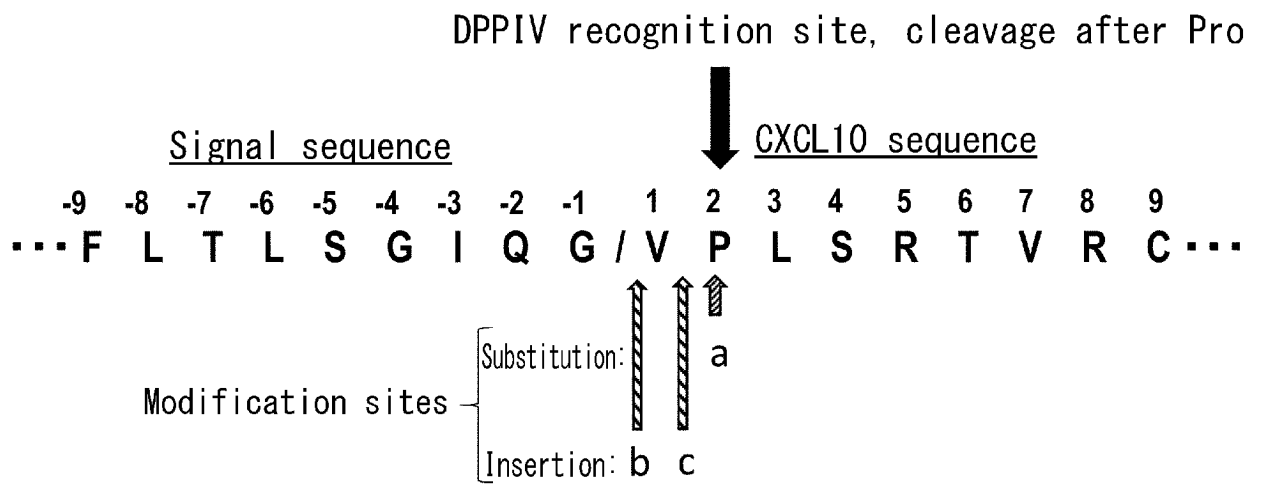 DPPIV recognition site, cleavage after Pro
Signal sequence CXCL10 sequence
-9 -8 -7 -6 -5 -4 -3 -2 -1 1 2 3 4 5 6 7 8 9
···F L T L S G I Q G / V P L S R T V R C···
Substitution: a
Modification sites
Insertion: b c